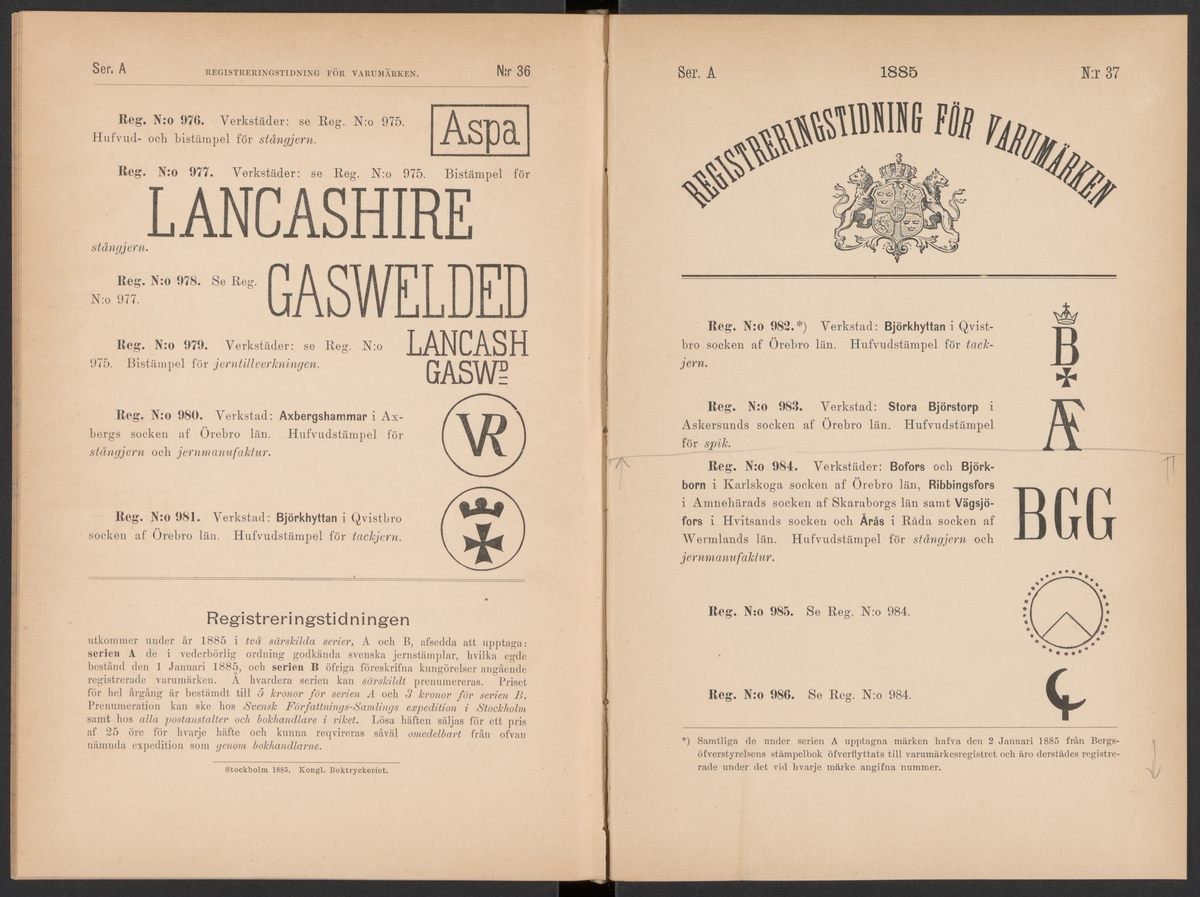 Ser. A REGISTRERINGSTIDNING FÖR VARUMÄRKEN. N:r 36
Reg. N:o 976. Verkstäder: se Reg. N:o 975.
Hufvud- och bistämpel för stångjern.
Aspa
Reg. N:o 977. Verkstäder: se Reg. N:o 975. Bistämpel för
LANCASHIRE
stångjern.
Reg. N:o 978. Se Reg.
N:o 977.
GASWELDED
Reg. N:o 979. Verkstäder: se Reg. N:o
975. Bistämpel för jerntillverkningen.
LANCASH
GASWD
Reg. N:o 980. Verkstad: Axbergshammar i Ax-
bergs socken af Örebro län. Hufvudstämpel för
stångjern och jernmanufaktur.
VR
Reg. N:o 981. Verkstad: Björkhyttan i Qvistbro
socken af Örebro län. Hufvudstämpel för tackjern.
Registreringstidningen
utkommer under år 1885 i två särskilda serier, A och B, afsedda att upptaga:
serien A de i vederbörlig ordning godkända svenska jernstämplar, hvilka egde
bestånd den 1 Januari 1885, och serien B öfriga föreskrifna kungörelser angående
registrerade varumärken. Å hvardera serien kan särskildt prenumereras. Priset
för hel årgång är bestämdt till 5 kronor för serien A och 3 kronor för serien B.
Prenumeration kan ske hos Svensk Författnings-Samlings expedition i Stockholm
samt hos alla postanstalter och bokhandlare i riket. Lösa häften säljas för ett pris
af 25 öre för hvarje häfte och kunna reqvireras såväl omedelbart från ofvan
nämnda expedition som genom bokhandlarne.
Stockholm 1885. Kongl. Boktryckeriet.
Ser. A 1885 N:r 37
REGISTRERINGSTIDNING FÖR VARUMÄRKEN
Reg. N:o 982.*) Verkstad: Björkhyttan i Qvist-
bro socken af Örebro län. Hufvudstämpel för tack-
jern.
B
Reg. N:o 983. Verkstad: Stora Björstorp i
Askersunds socken af Örebro län. Hufvudstämpel
för spik.
Æ
Reg. N:o 984. Verkstäder: Bofors och Björk-
born i Karlskoga socken af Örebro län, Ribbingsfors
i Amnehärads socken af Skaraborgs län samt Vägsjö-
fors i Hvitsands socken och Årås i Råda socken af
Wermlands län. Hufvudstämpel för stångjern och
jernmanufaktur.
BGG
Reg. N:o 985. Se Reg. N:o 984.
Reg. N:o 986. Se Reg. N:o 984.
*) Samtliga de under serien A upptagna märken hafva den 2 Januari 1885 från Bergs-
öfverstyrelsens stämpelbok öfverflyttats till varumärkesregistret och äro derstädes registre-
rade under det vid hvarje märke angifna nummer.